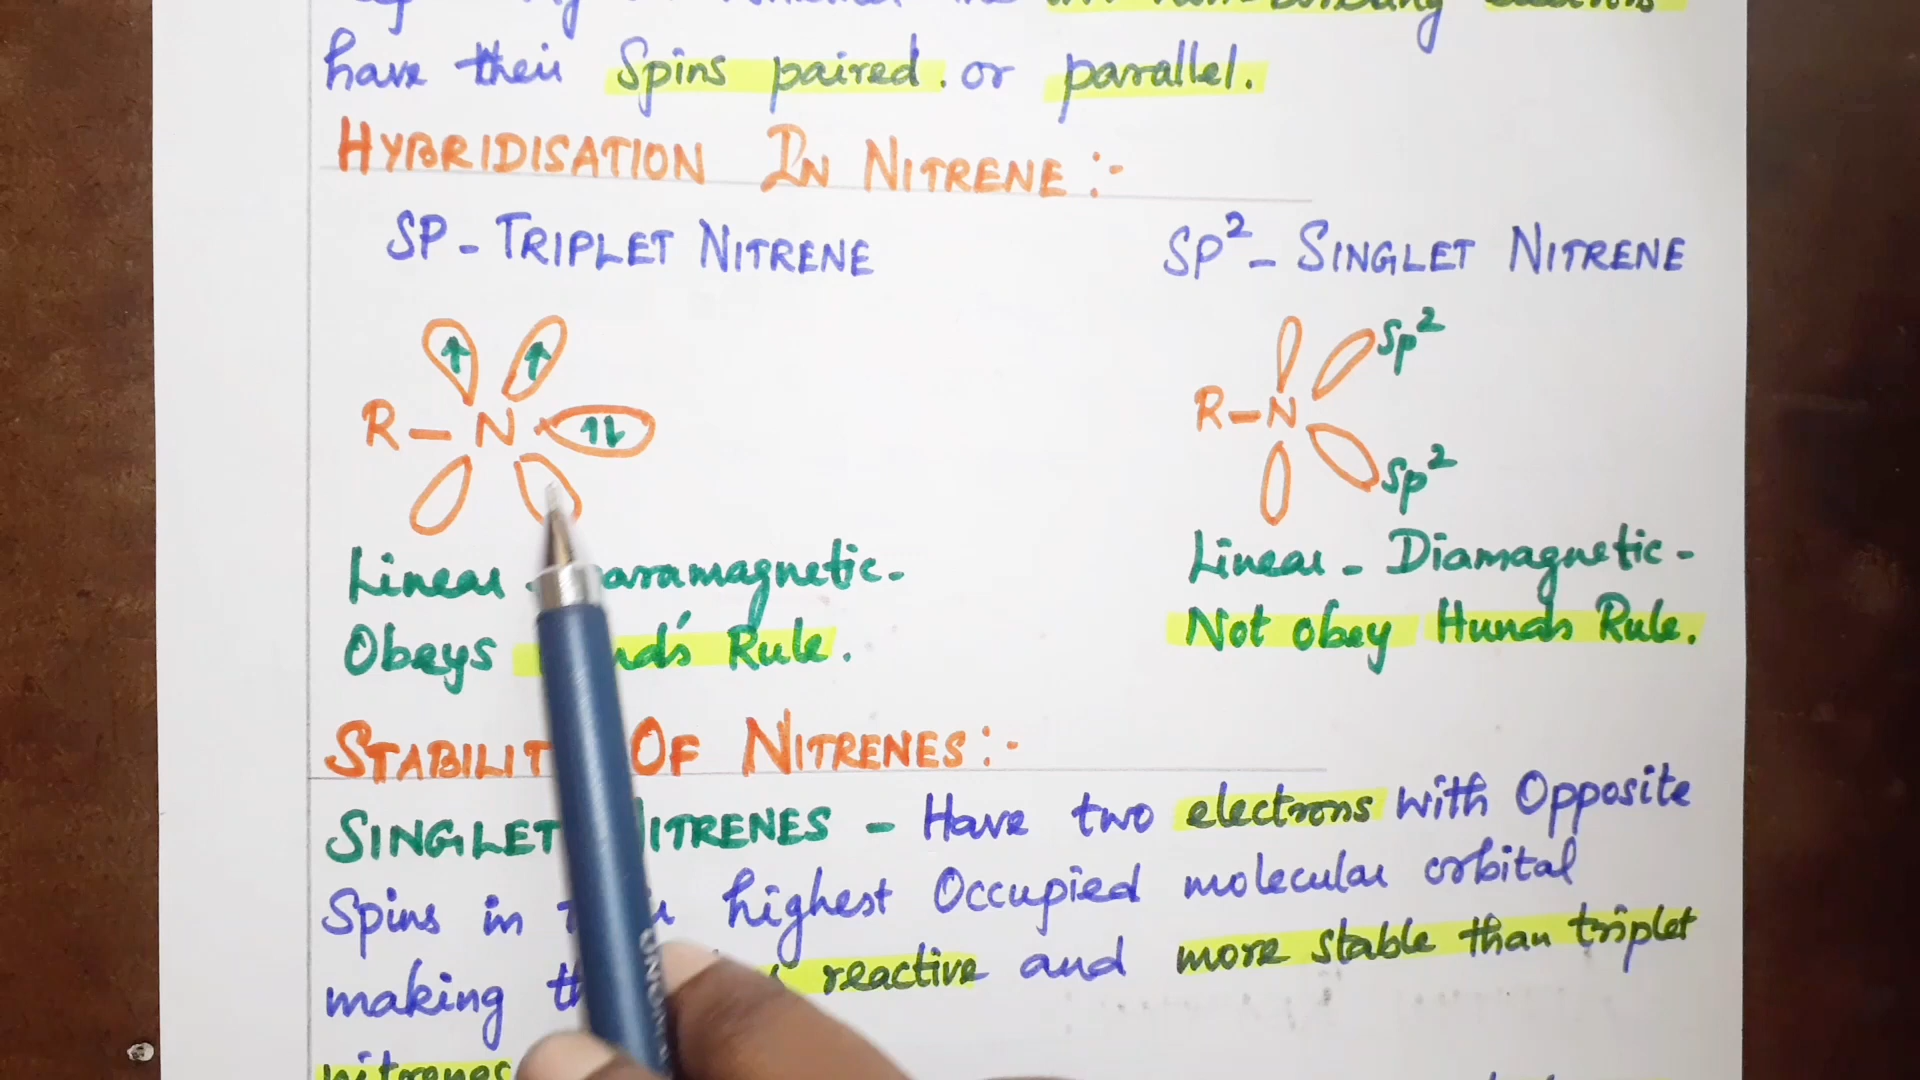 have their Spins paired. or parallel.
HYBRIDISATION IN NITRENE :-
SP - TRIPLET NITRENE
SP² - SINGLET NITRENE
↑ ↑
R - N ↑↓
Sp²
R - N
Sp²
Linear - aramagnetic -
Obeys Rule.
Linear - Diamagnetic -
Not obey Hunds Rule.
STABILIT OF NITRENES :-
SINGLET ITRENES - Have two electrons with Opposite
Spins in highest Occupied molecular orbital
making reactive and more stable than triplet
nitrenes